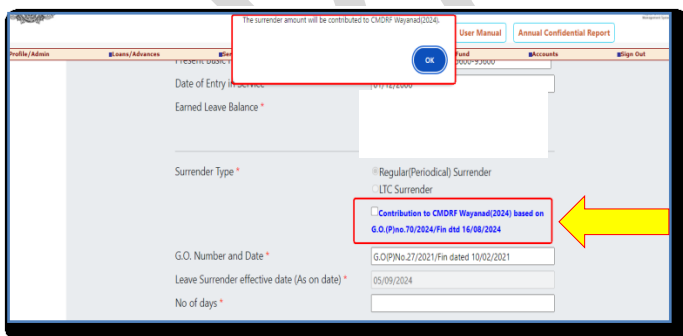 The surrender amount will be contributed to CMDRF Wayanad(2024).
OK
User Manual
Annual Confidential Report
Profile/Admin
Loans/Advances
Fund
Accounts
Sign Out
Present Basic
Date of Entry in Service
01/12/2008
Earned Leave Balance *
Surrender Type *
Regular(Periodical) Surrender
LTC Surrender
Contribution to CMDRF Wayanad(2024) based on
G.O.(P)no.70/2024/Fin dtd 16/08/2024
G.O. Number and Date *
G.O(P)No.27/2021/Fin dated 10/02/2021
Leave Surrender effective date (As on date) *
05/09/2024
No of days *